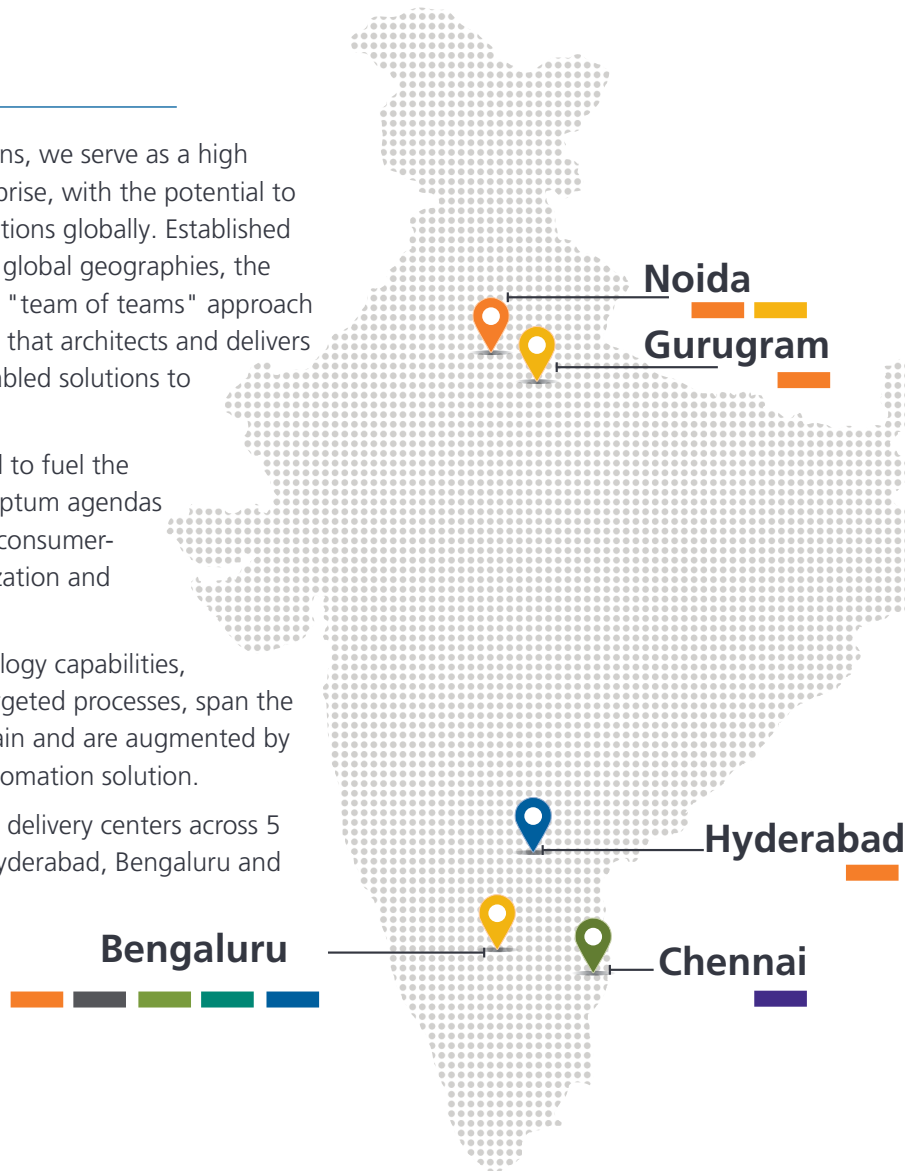 ns, we serve as a high
prise, with the potential to
tions globally. Established
global geographies, the
"team of teams" approach
that architects and delivers
abled solutions to
l to fuel the
ptum agendas
consumer-
zation and
logy capabilities,
rgeted processes, span the
ain and are augmented by
omation solution.
delivery centers across 5
yderabad, Bengaluru and
Noida
Gurugram
Hyderabad
Bengaluru
Chennai